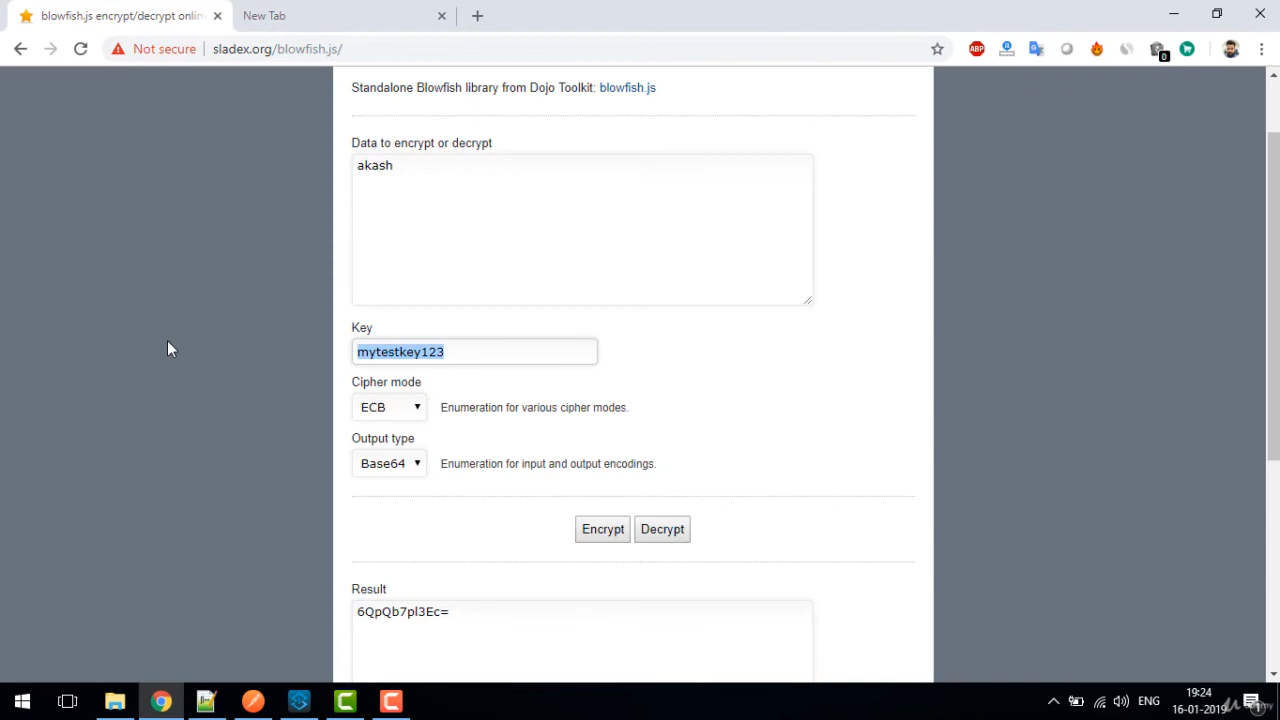 blowfish.js encrypt/decrypt onlin
New Tab
Not secure
sladex.org/blowfish.js/
ABP
0
Standalone Blowfish library from Dojo Toolkit: blowfish.js
Data to encrypt or decrypt
akash
Key
mytestkey123
Cipher mode
ECB
Enumeration for various cipher modes.
Output type
Base64
Enumeration for input and output encodings.
Encrypt
Decrypt
Result
6QpQb7pl3Ec=
ENG
19:24
16-01-2019